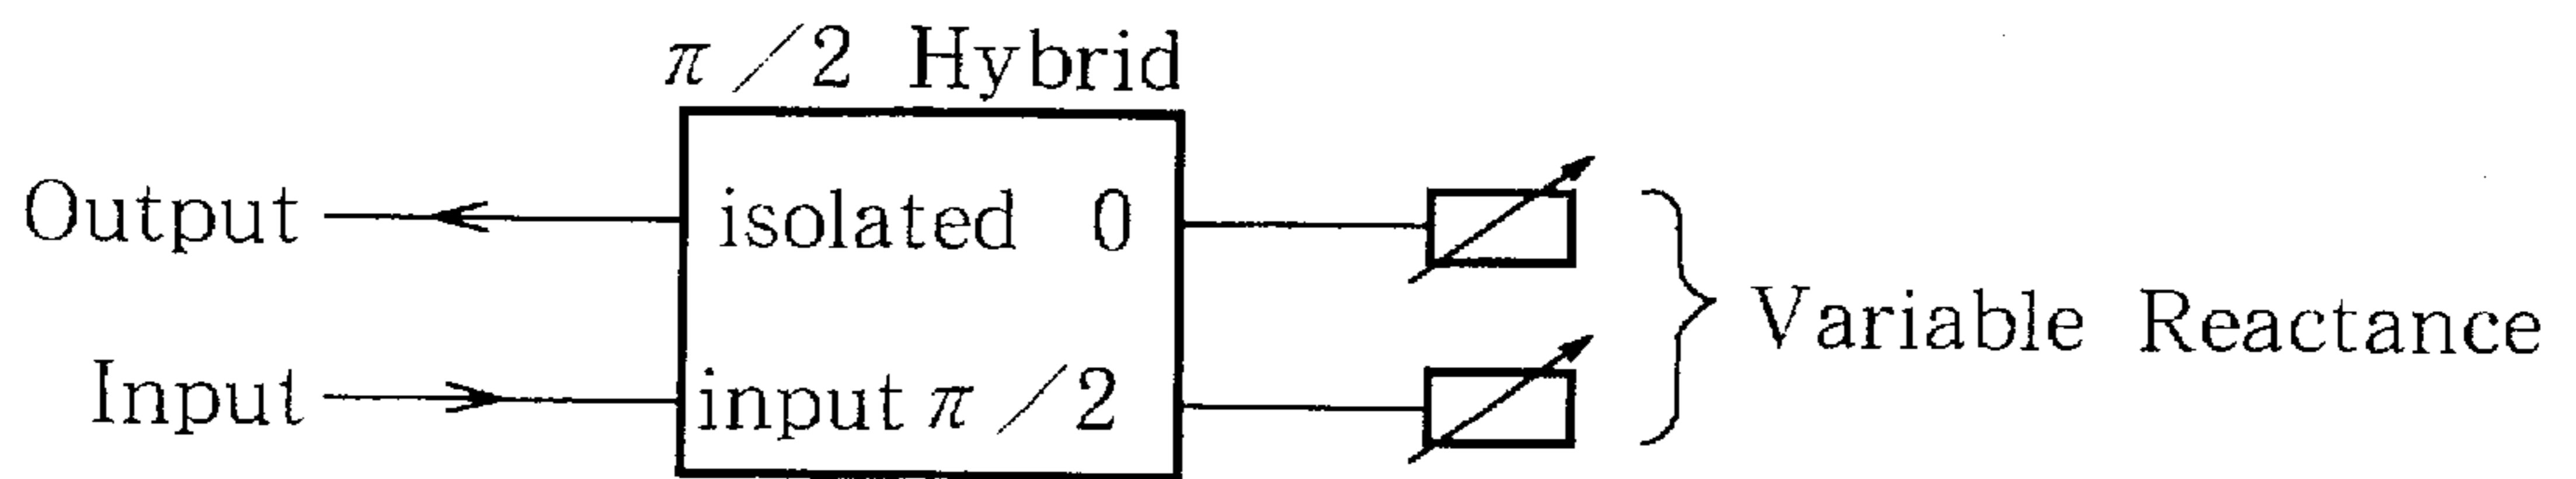 π/2 Hybrid
Output isolated 0
Variable Reactance
Input input π/2